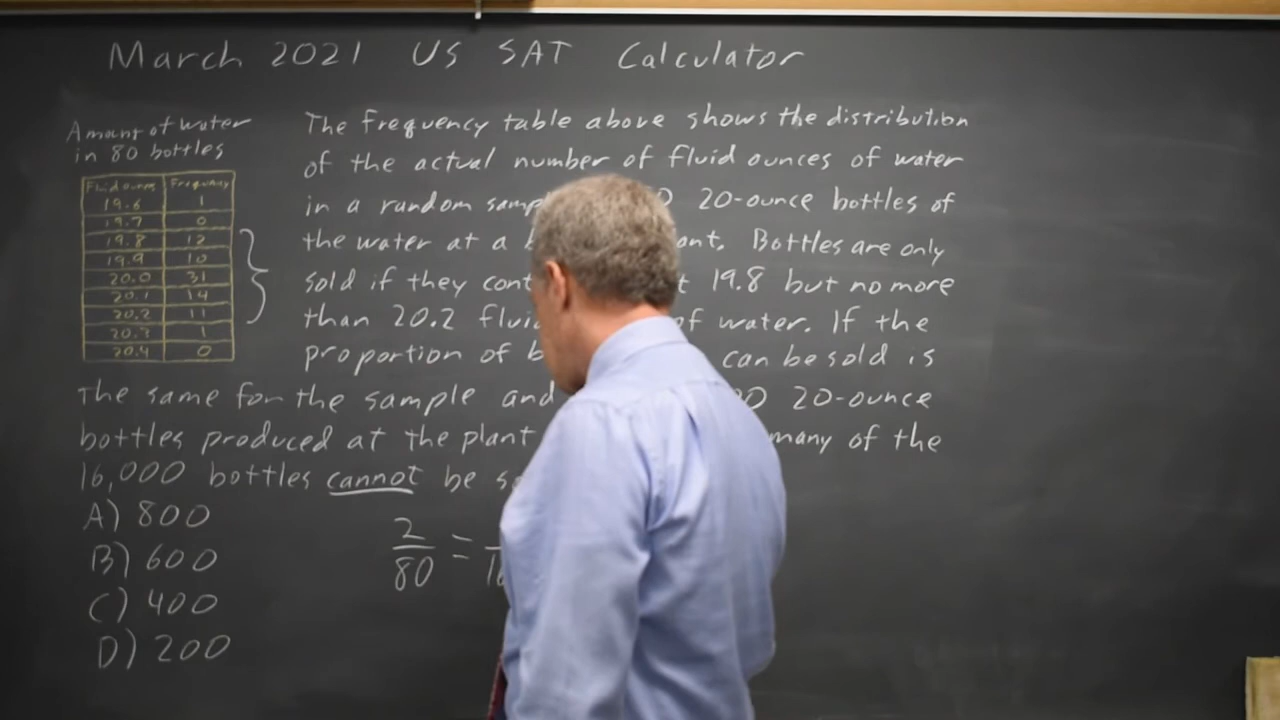 March 2021 US SAT Calculator
Amount of water
in 80 bottles
Fluid ounces Frequency
19.6 1
19.7 0
19.8 12
19.9 10
20.0 31
20.1 14
20.2 11
20.3 1
20.4 0
The frequency table above shows the distribution
of the actual number of fluid ounces of water
in a random 20-ounce bottles of
the water at a Bottles are only
sold if they 19.8 but no more
than 20.2 of water. If the
proportion of can be sold is
the same for the sample and 20-ounce
bottles produced at the plant many of the
16,000 bottles cannot be
A) 800
B) 600
C) 400
D) 200
2
80 =